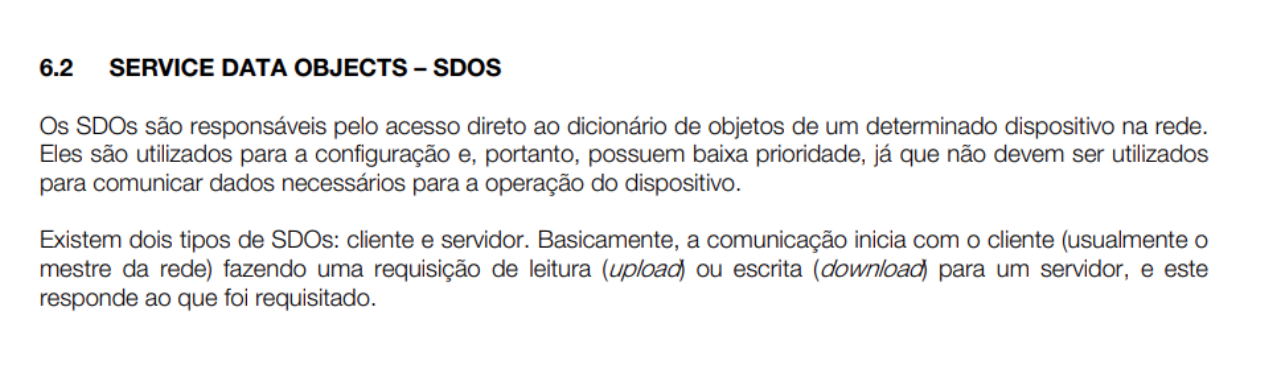 6.2 SERVICE DATA OBJECTS – SDOS
Os SDOs são responsáveis pelo acesso direto ao dicionário de objetos de um determinado dispositivo na rede.
Eles são utilizados para a configuração e, portanto, possuem baixa prioridade, já que não devem ser utilizados
para comunicar dados necessários para a operação do dispositivo.
Existem dois tipos de SDOs: cliente e servidor. Basicamente, a comunicação inicia com o cliente (usualmente o
mestre da rede) fazendo uma requisição de leitura (upload) ou escrita (download) para um servidor, e este
responde ao que foi requisitado.